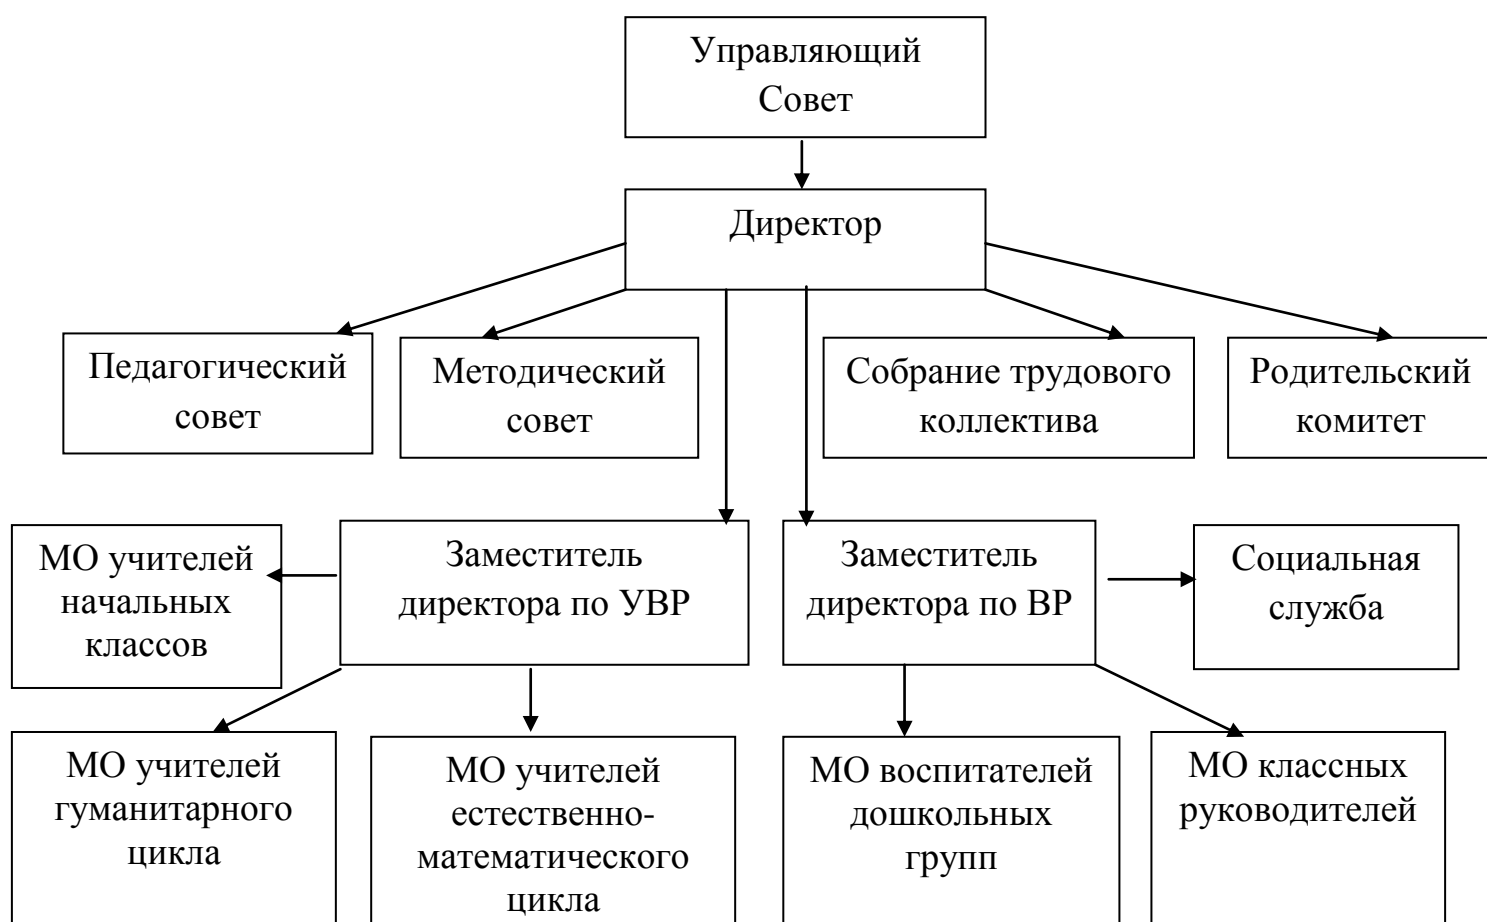 Управляющий
Совет
Директор
Педагогический
совет
Методический
совет
Собрание трудового
коллектива
Родительский
комитет
МО учителей
начальных
классов
Заместитель
директора по УВР
Заместитель
директора по ВР
Социальная
служба
МО учителей
гуманитарного
цикла
МО учителей
естественно-
математического
цикла
МО воспитателей
дошкольных
групп
МО классных
руководителей